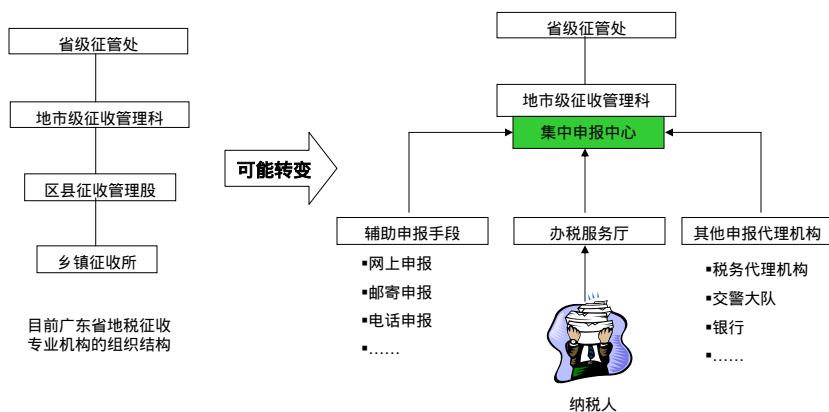 省级征管处
地市级征收管理科
区县征收管理股
乡镇征收所
目前广东省地税征收
专业机构的组织结构
可能转变
省级征管处
地市级征收管理科
集中申报中心
辅助申报手段
▪网上申报
▪邮寄申报
▪电话申报
▪……
办税服务厅
纳税人
其他申报代理机构
▪税务代理机构
▪交警大队
▪银行
▪……